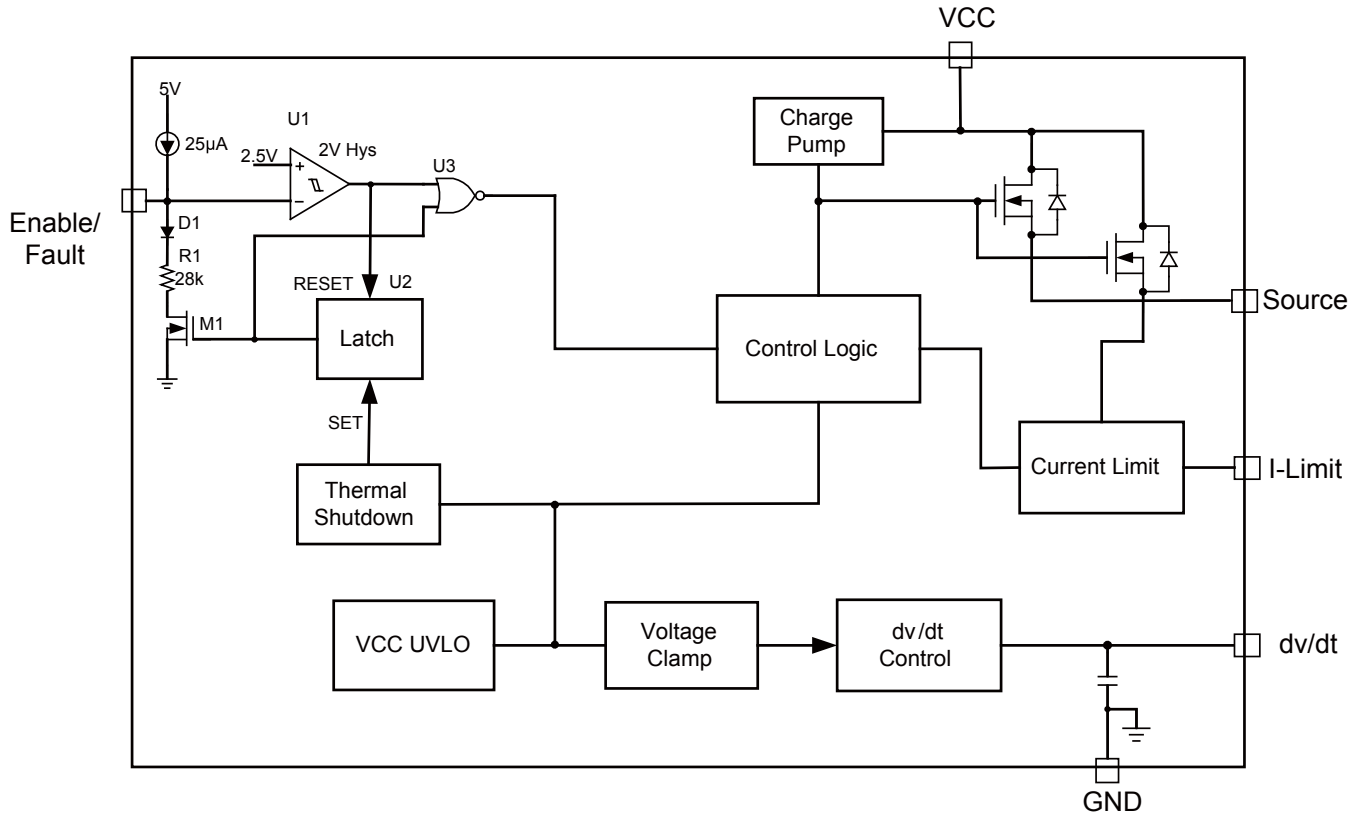 VCC
5V
25µA
U1
2V Hys
2.5V
+
−
U3
Charge
Pump
Enable/
Fault
D1
R1
28k
RESET
U2
M1
Latch
Control Logic
Source
SET
Current Limit
I-Limit
Thermal
Shutdown
VCC UVLO
Voltage
Clamp
dv/dt
Control
dv/dt
GND